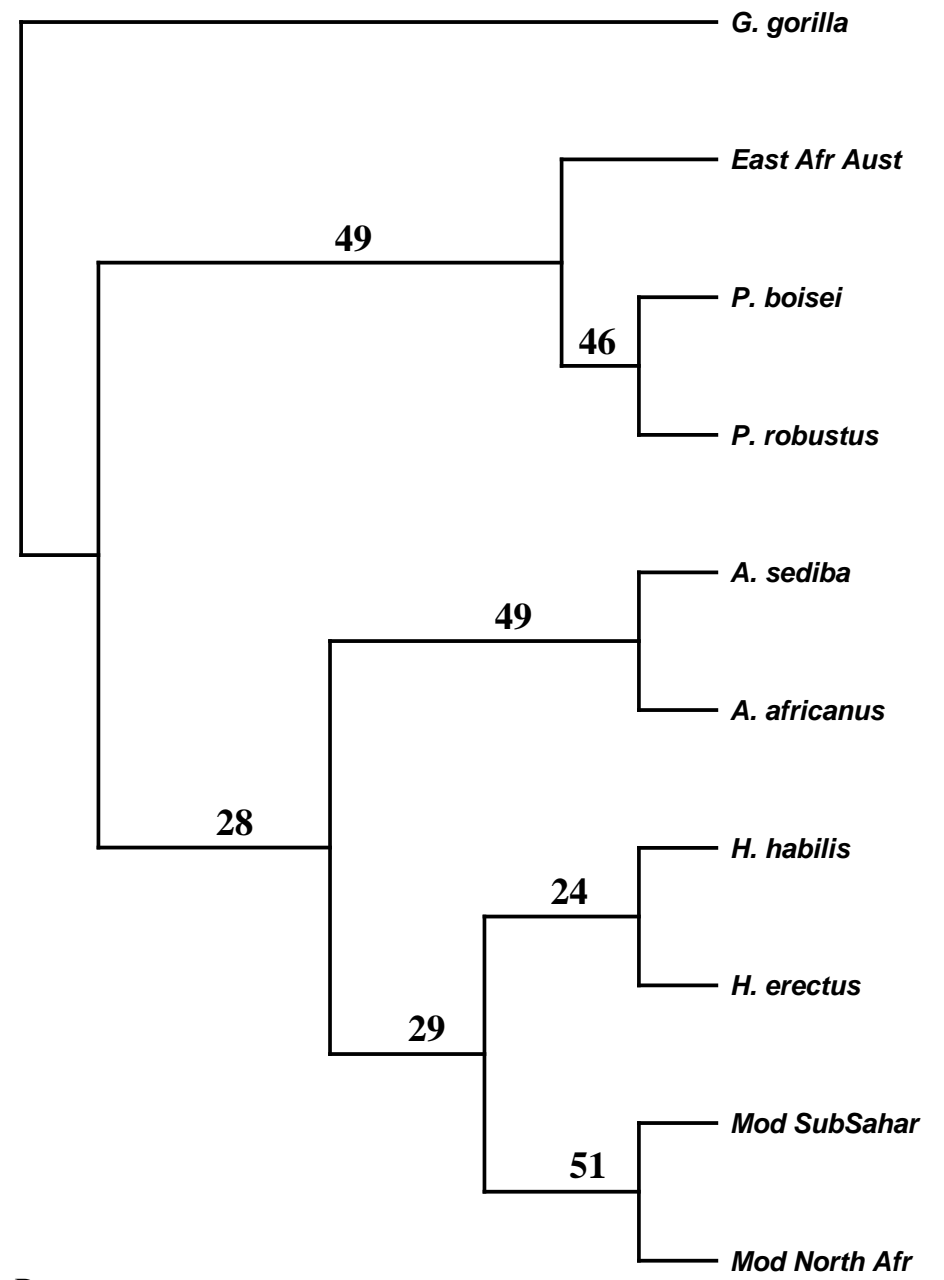 G. gorilla
East Afr Aust
49
P. boisei
46
P. robustus
A. sediba
49
A. africanus
28
H. habilis
24
H. erectus
29
Mod SubSahar
51
Mod North Afr